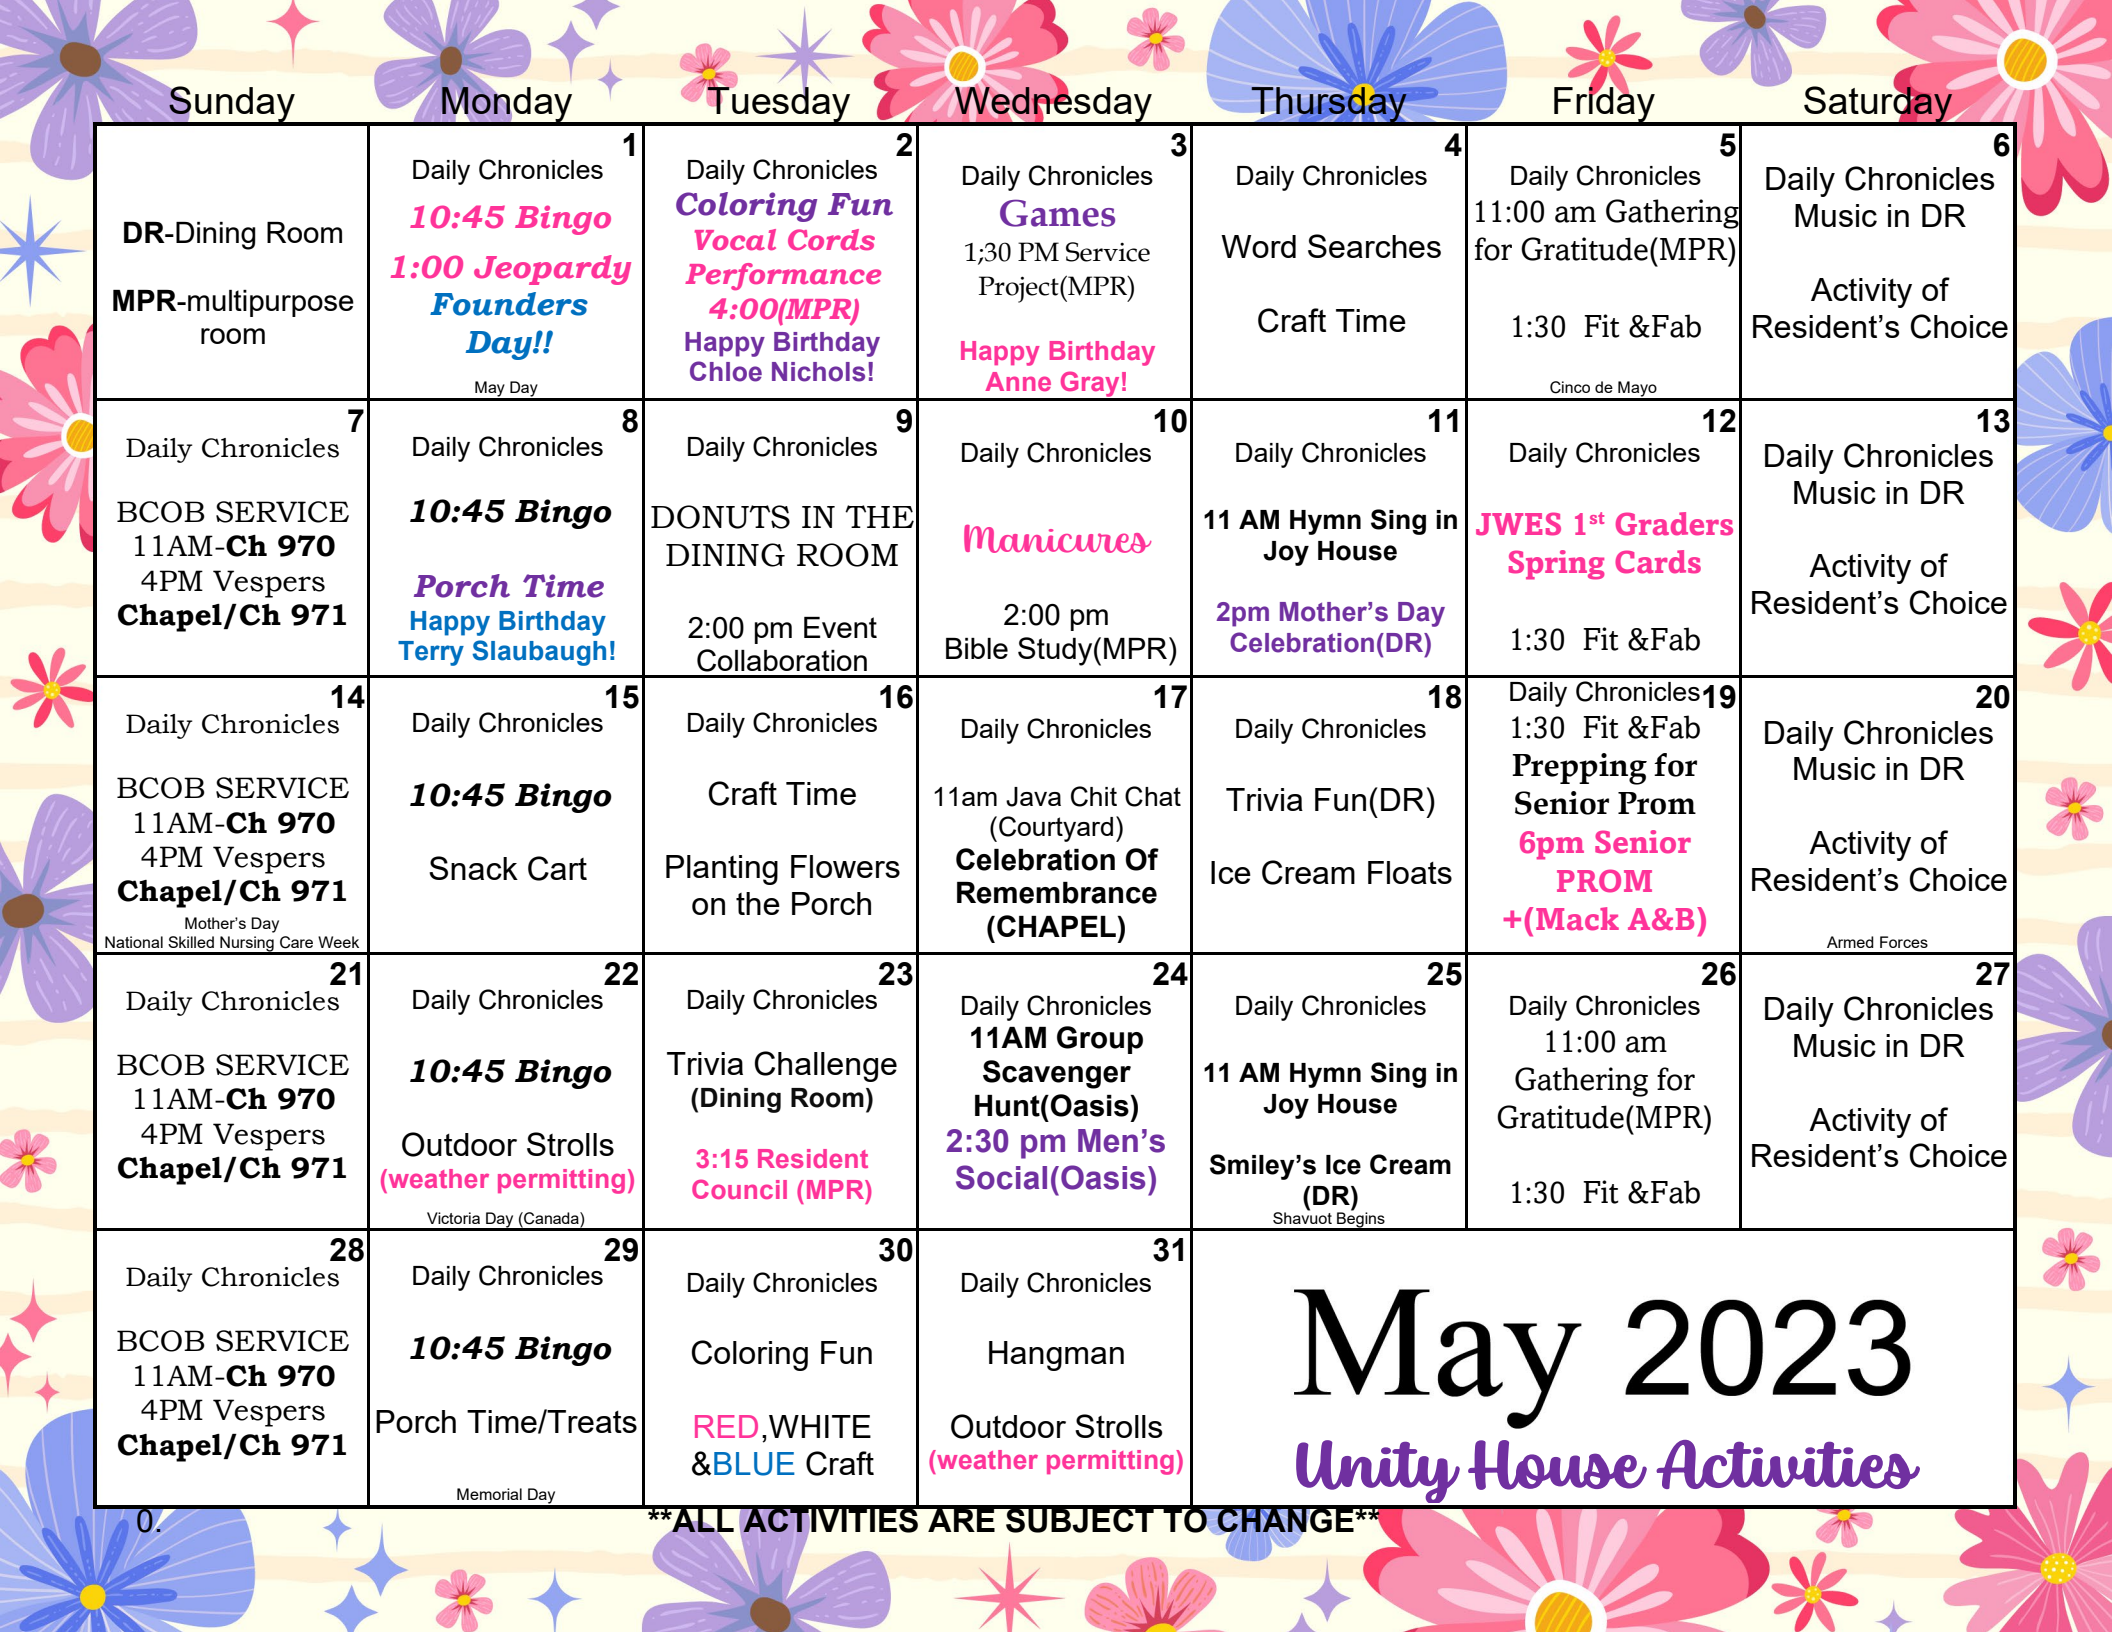 Sunday Monday Tuesday Wednesday Thursday Friday Saturday
DR-Dining Room
MPR-multipurpose
room
1
Daily Chronicles
10:45 Bingo
1:00 Jeopardy
Founders
Day!!
May Day
2
Daily Chronicles
Coloring Fun
Vocal Cords
Performance
4:00(MPR)
Happy Birthday
Chloe Nichols!
3
Daily Chronicles
Games
1;30 PM Service
Project(MPR)
Happy Birthday
Anne Gray!
4
Daily Chronicles
Word Searches
Craft Time
5
Daily Chronicles
11:00 am Gathering
for Gratitude(MPR)
1:30 Fit &Fab
Cinco de Mayo
6
Daily Chronicles
Music in DR
Activity of
Resident’s Choice
7
Daily Chronicles
BCOB SERVICE
11AM-Ch 970
4PM Vespers
Chapel/Ch 971
8
Daily Chronicles
10:45 Bingo
Porch Time
Happy Birthday
Terry Slaubaugh!
9
Daily Chronicles
DONUTS IN THE
DINING ROOM
2:00 pm Event
Collaboration
10
Daily Chronicles
Manicures
2:00 pm
Bible Study(MPR)
11
Daily Chronicles
11 AM Hymn Sing in
Joy House
2pm Mother’s Day
Celebration(DR)
12
Daily Chronicles
JWES 1st Graders
Spring Cards
1:30 Fit &Fab
13
Daily Chronicles
Music in DR
Activity of
Resident’s Choice
14
Daily Chronicles
BCOB SERVICE
11AM-Ch 970
4PM Vespers
Chapel/Ch 971
Mother’s Day
National Skilled Nursing Care Week
15
Daily Chronicles
10:45 Bingo
Snack Cart
16
Daily Chronicles
Craft Time
Planting Flowers
on the Porch
17
Daily Chronicles
11am Java Chit Chat
(Courtyard)
Celebration Of
Remembrance
(CHAPEL)
18
Daily Chronicles
Trivia Fun(DR)
Ice Cream Floats
Daily Chronicles 19
1:30 Fit &Fab
Prepping for
Senior Prom
6pm Senior
PROM
+(Mack A&B)
20
Daily Chronicles
Music in DR
Activity of
Resident’s Choice
Armed Forces
21
Daily Chronicles
BCOB SERVICE
11AM-Ch 970
4PM Vespers
Chapel/Ch 971
22
Daily Chronicles
10:45 Bingo
Outdoor Strolls
(weather permitting)
Victoria Day (Canada)
23
Daily Chronicles
Trivia Challenge
(Dining Room)
3:15 Resident
Council (MPR)
24
Daily Chronicles
11AM Group
Scavenger
Hunt(Oasis)
2:30 pm Men’s
Social(Oasis)
25
Daily Chronicles
11 AM Hymn Sing in
Joy House
Smiley’s Ice Cream
(DR)
Shavuot Begins
26
Daily Chronicles
11:00 am
Gathering for
Gratitude(MPR)
1:30 Fit &Fab
27
Daily Chronicles
Music in DR
Activity of
Resident’s Choice
28
Daily Chronicles
BCOB SERVICE
11AM-Ch 970
4PM Vespers
Chapel/Ch 971
29
Daily Chronicles
10:45 Bingo
Porch Time/Treats
Memorial Day
30
Daily Chronicles
Coloring Fun
RED,WHITE
&BLUE Craft
31
Daily Chronicles
Hangman
Outdoor Strolls
(weather permitting)
May 2023
Unity House Activities
0. **ALL ACTIVITIES ARE SUBJECT TO CHANGE**